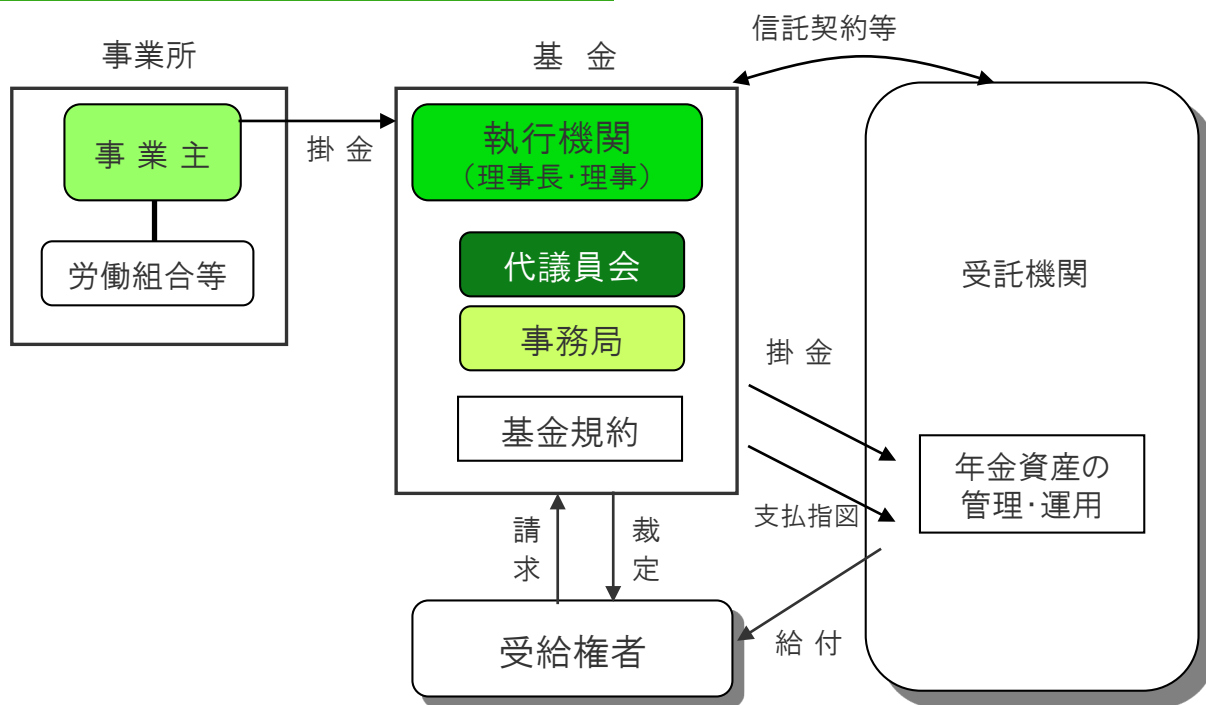 信託契約等
事業所
基 金
事 業 主
掛 金
執行機関
（理事長・理事）
労働組合等
代議員会
受託機関
事務局
掛 金
基金規約
年金資産の
管理・運用
支払指図
請
求
裁
定
受給権者
給 付